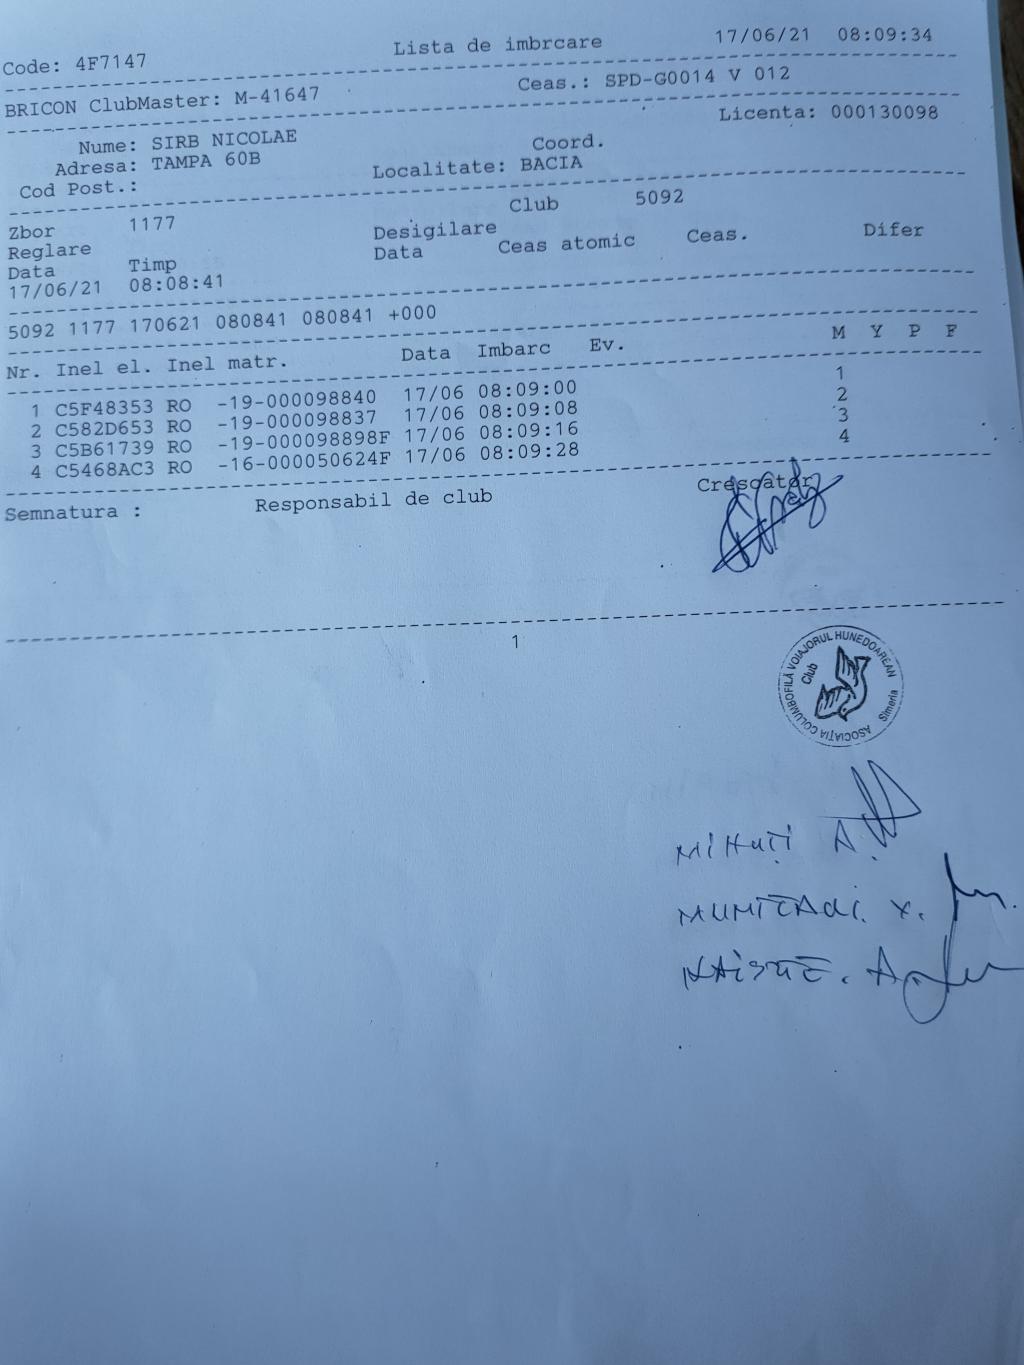 Code: 4F7147 Lista de imbrcare 17/06/21 08:09:34
BRICON ClubMaster: M-41647 Ceas.: SPD-G0014 V 012
Licenta: 000130098
Nume: SIRB NICOLAE Coord.
Adresa: TAMPA 60B Localitate: BACIA
Cod Post.:
Zbor 1177 Club 5092
Reglare Desigilare
Data Timp Data Ceas atomic Ceas. Difer
17/06/21 08:08:41
5092 1177 170621 080841 080841 +000
Nr. Inel el. Inel matr. Data Imbarc Ev. M Y P F
1 C5F48353 RO -19-000098840 17/06 08:09:00 1
2 C582D653 RO -19-000098837 17/06 08:09:08 2
3 C5B61739 RO -19-000098898F 17/06 08:09:16 3
4 C5468AC3 RO -16-000050624F 17/06 08:09:28 4
Semnatura : Responsabil de club Crescator
1
ASOCIAȚIA COLUMBOFILĂ VOIAJORUL HUNEDOAREAN
Club
Simeria
MIHUȚI A.